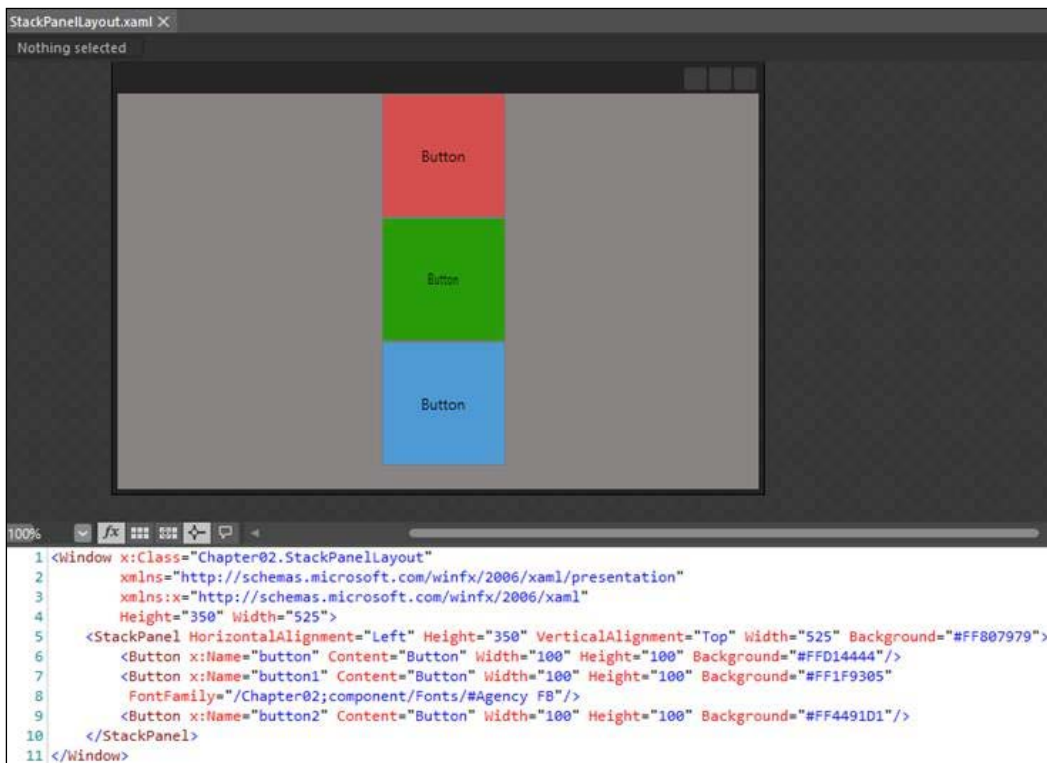 StackPanelLayout.xaml
Nothing selected
Button
Button
Button
100%
fx
1 <Window x:Class="Chapter02.StackPanelLayout"
2 xmlns="http://schemas.microsoft.com/winfx/2006/xaml/presentation"
3 xmlns:x="http://schemas.microsoft.com/winfx/2006/xaml"
4 Height="350" Width="525">
5 <StackPanel HorizontalAlignment="Left" Height="350" VerticalAlignment="Top" Width="525" Background="#FF807979">
6 <Button x:Name="button" Content="Button" Width="100" Height="100" Background="#FFD14444"/>
7 <Button x:Name="button1" Content="Button" Width="100" Height="100" Background="#FF1F9305"
8 FontFamily="/Chapter02;component/Fonts/#Agency FB"/>
9 <Button x:Name="button2" Content="Button" Width="100" Height="100" Background="#FF4491D1"/>
10 </StackPanel>
11 </Window>